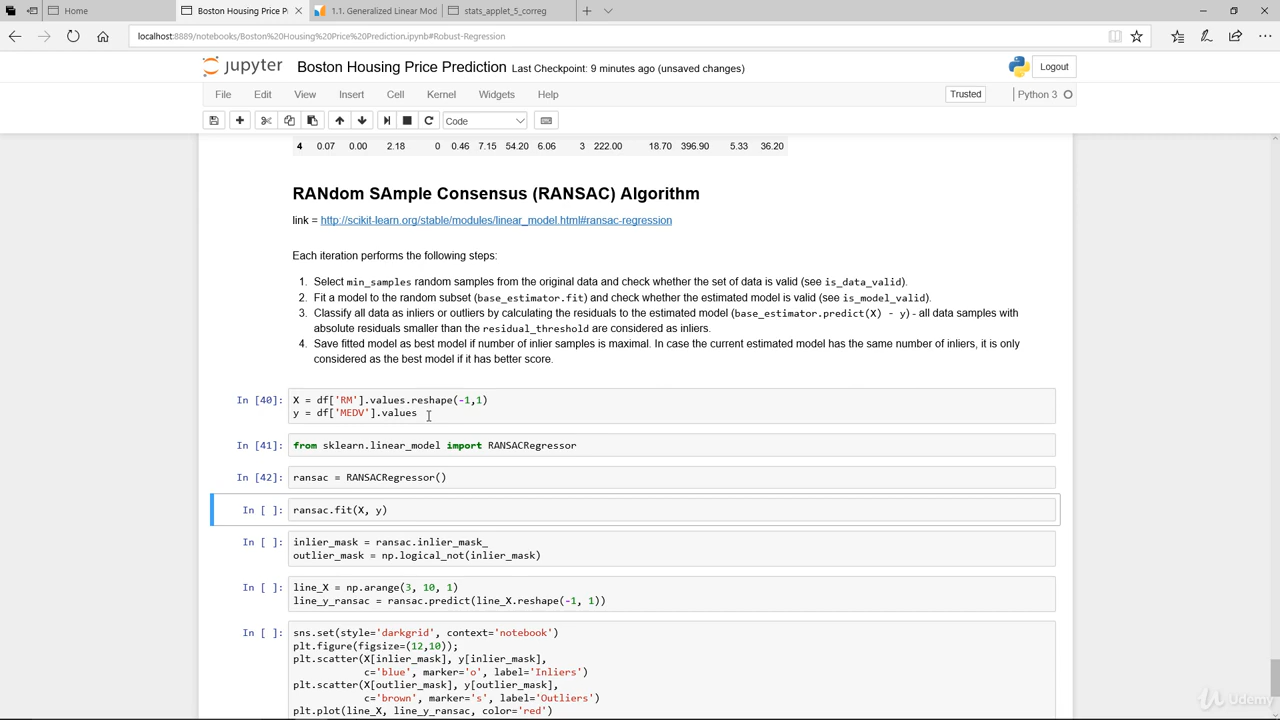 Home
Boston Housing Price P
1.1. Generalized Linear Mod
stats_applet_5_correg
localhost:8889/notebooks/Boston%20Housing%20Price%20Prediction.ipynb#Robust-Regression
jupyter Boston Housing Price Prediction Last Checkpoint: 9 minutes ago (unsaved changes) Logout
File Edit View Insert Cell Kernel Widgets Help Trusted Python 3
Code
4 0.07 0.00 2.18 0 0.46 7.15 54.20 6.06 3 222.00 18.70 396.90 5.33 36.20
RANdom SAmple Consensus (RANSAC) Algorithm
link = http://scikit-learn.org/stable/modules/linear_model.html#ransac-regression
Each iteration performs the following steps:
1. Select min_samples random samples from the original data and check whether the set of data is valid (see is_data_valid).
2. Fit a model to the random subset (base_estimator.fit) and check whether the estimated model is valid (see is_model_valid).
3. Classify all data as inliers or outliers by calculating the residuals to the estimated model (base_estimator.predict(X) - y) - all data samples with
absolute residuals smaller than the residual_threshold are considered as inliers.
4. Save fitted model as best model if number of inlier samples is maximal. In case the current estimated model has the same number of inliers, it is only
considered as the best model if it has better score.
In [40]: X = df['RM'].values.reshape(-1,1)
y = df['MEDV'].values
In [41]: from sklearn.linear_model import RANSACRegressor
In [42]: ransac = RANSACRegressor()
In [ ]: ransac.fit(X, y)
In [ ]: inlier_mask = ransac.inlier_mask_
outlier_mask = np.logical_not(inlier_mask)
In [ ]: line_X = np.arange(3, 10, 1)
line_y_ransac = ransac.predict(line_X.reshape(-1, 1))
In [ ]: sns.set(style='darkgrid', context='notebook')
plt.figure(figsize=(12,10));
plt.scatter(X[inlier_mask], y[inlier_mask],
c='blue', marker='o', label='Inliers')
plt.scatter(X[outlier_mask], y[outlier_mask],
c='brown', marker='s', label='Outliers')
plt.plot(line_X, line_y_ransac, color='red')
Udemy